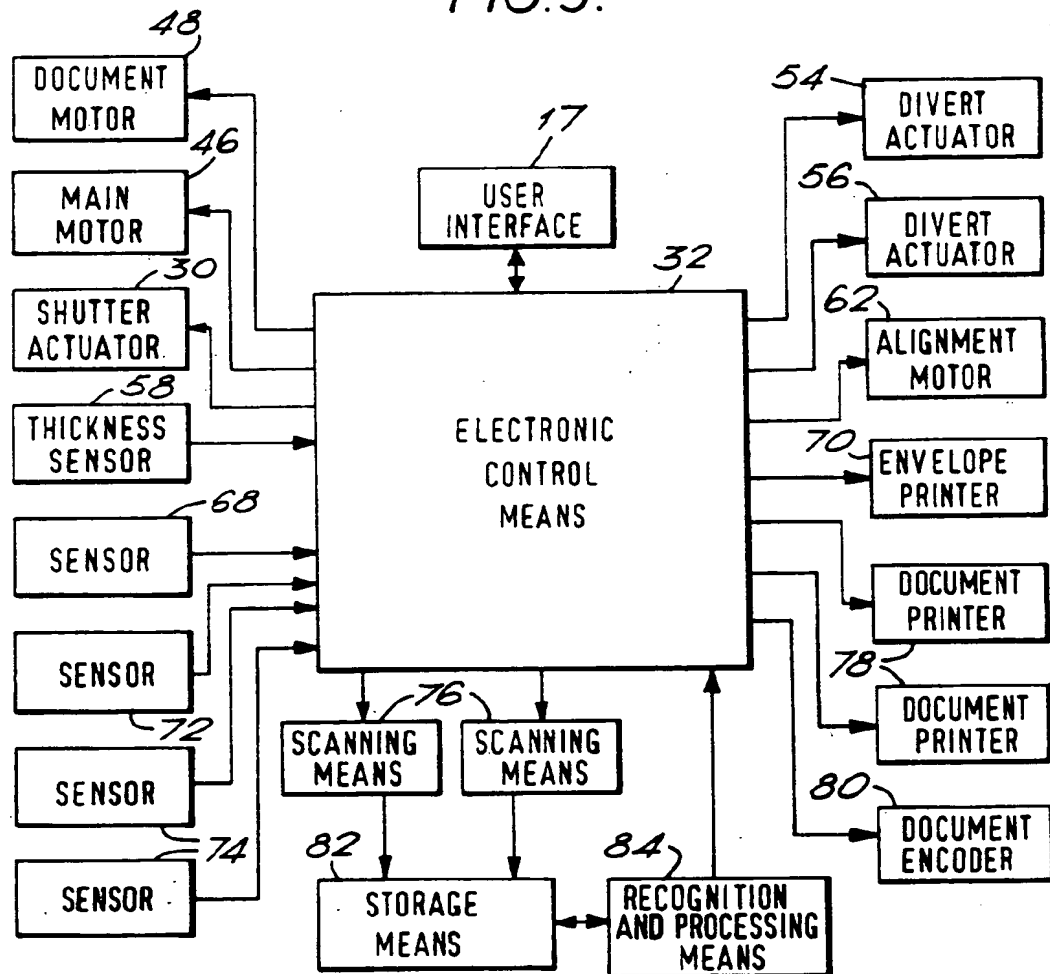 FIG.5.
48
DOCUMENT
MOTOR
46
MAIN
MOTOR
30
SHUTTER
ACTUATOR.
58
THICKNESS
SENSOR
68
SENSOR
SENSOR
72
SENSOR
74
SENSOR
17
USER
INTERFACE
32
ELECTRONIC
CONTROL
MEANS
76
SCANNING
MEANS
SCANNING
MEANS
82
STORAGE
MEANS
84
RECOGNITION
AND PROCESSING
MEANS
54
DIVERT
ACTUATOR
56
DIVERT
ACTUATOR
62
ALIGNMENT
MOTOR
70
ENVELOPE
PRINTER
DOCUMENT
PRINTER
78
DOCUMENT
PRINTER
80
DOCUMENT
ENCODER